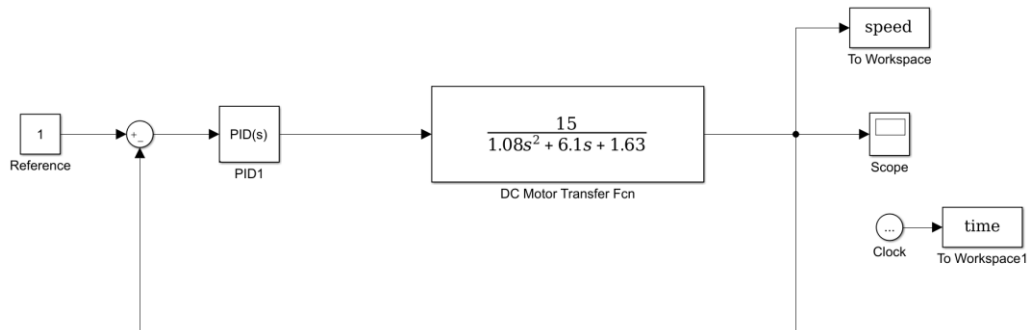 speed
To Workspace
1
Reference
+
−
PID(s)
PID1
15
1.08s² + 6.1s + 1.63
DC Motor Transfer Fcn
Scope
...
Clock
time
To Workspace1